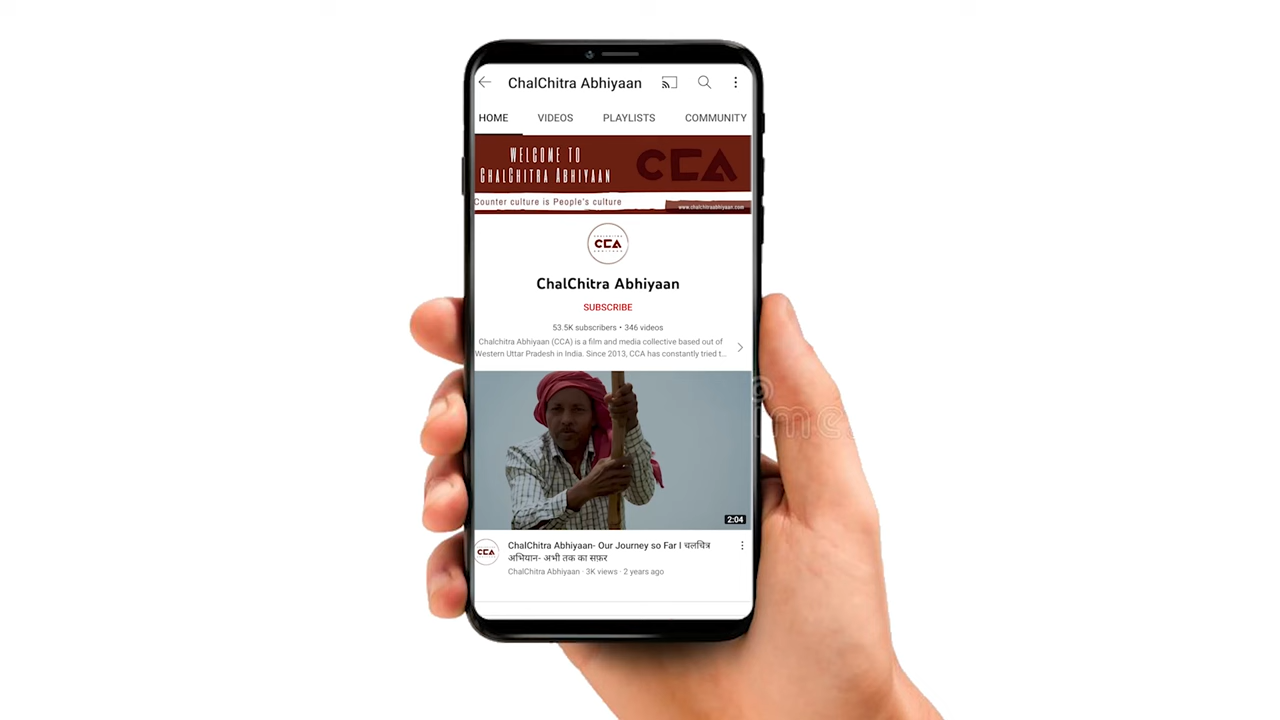 ChalChitra Abhiyaan
HOME VIDEOS PLAYLISTS COMMUNITY
WELCOME TO
CHALCHITRA ABHIYAAN
CCA
Counter culture is People's culture
www.chalchitraabhiyaan.com
CHALCHITRA
CCA
ABHIYAAN
ChalChitra Abhiyaan
SUBSCRIBE
53.5K subscribers • 346 videos
Chalchitra Abhiyaan (CCA) is a film and media collective based out of
Western Uttar Pradesh in India. Since 2013, CCA has constantly tried t...
2:04
CCA
ChalChitra Abhiyaan- Our Journey so Far l चलचित्र
अभियान- अभी तक का सफ़र
ChalChitra Abhiyaan · 3K views · 2 years ago